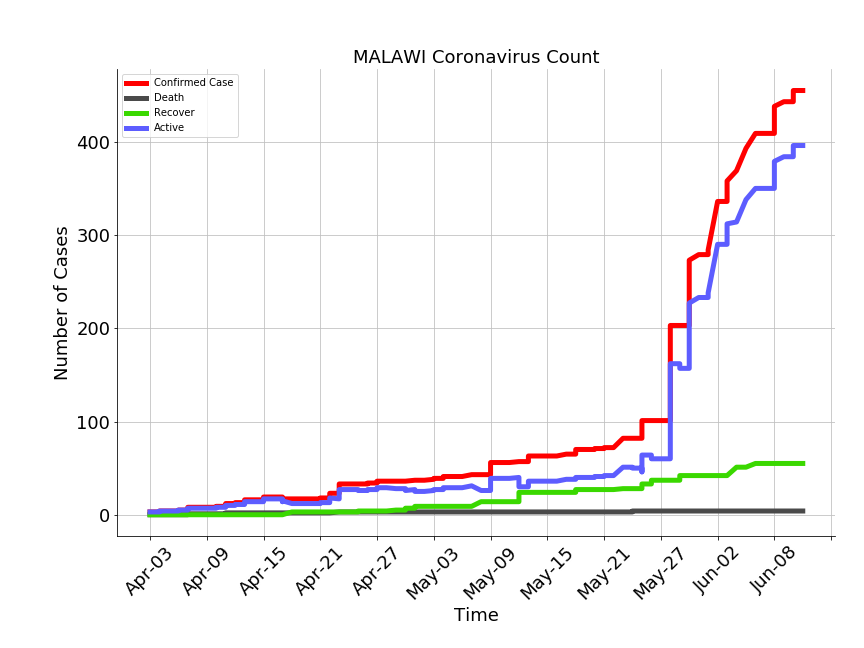 MALAWI Coronavirus Count
Confirmed Case
Death
Recover
Active
Number of Cases
400
300
200
100
0
Apr-03
Apr-09
Apr-15
Apr-21
Apr-27
May-03
May-09
May-15
May-21
May-27
Jun-02
Jun-08
Time